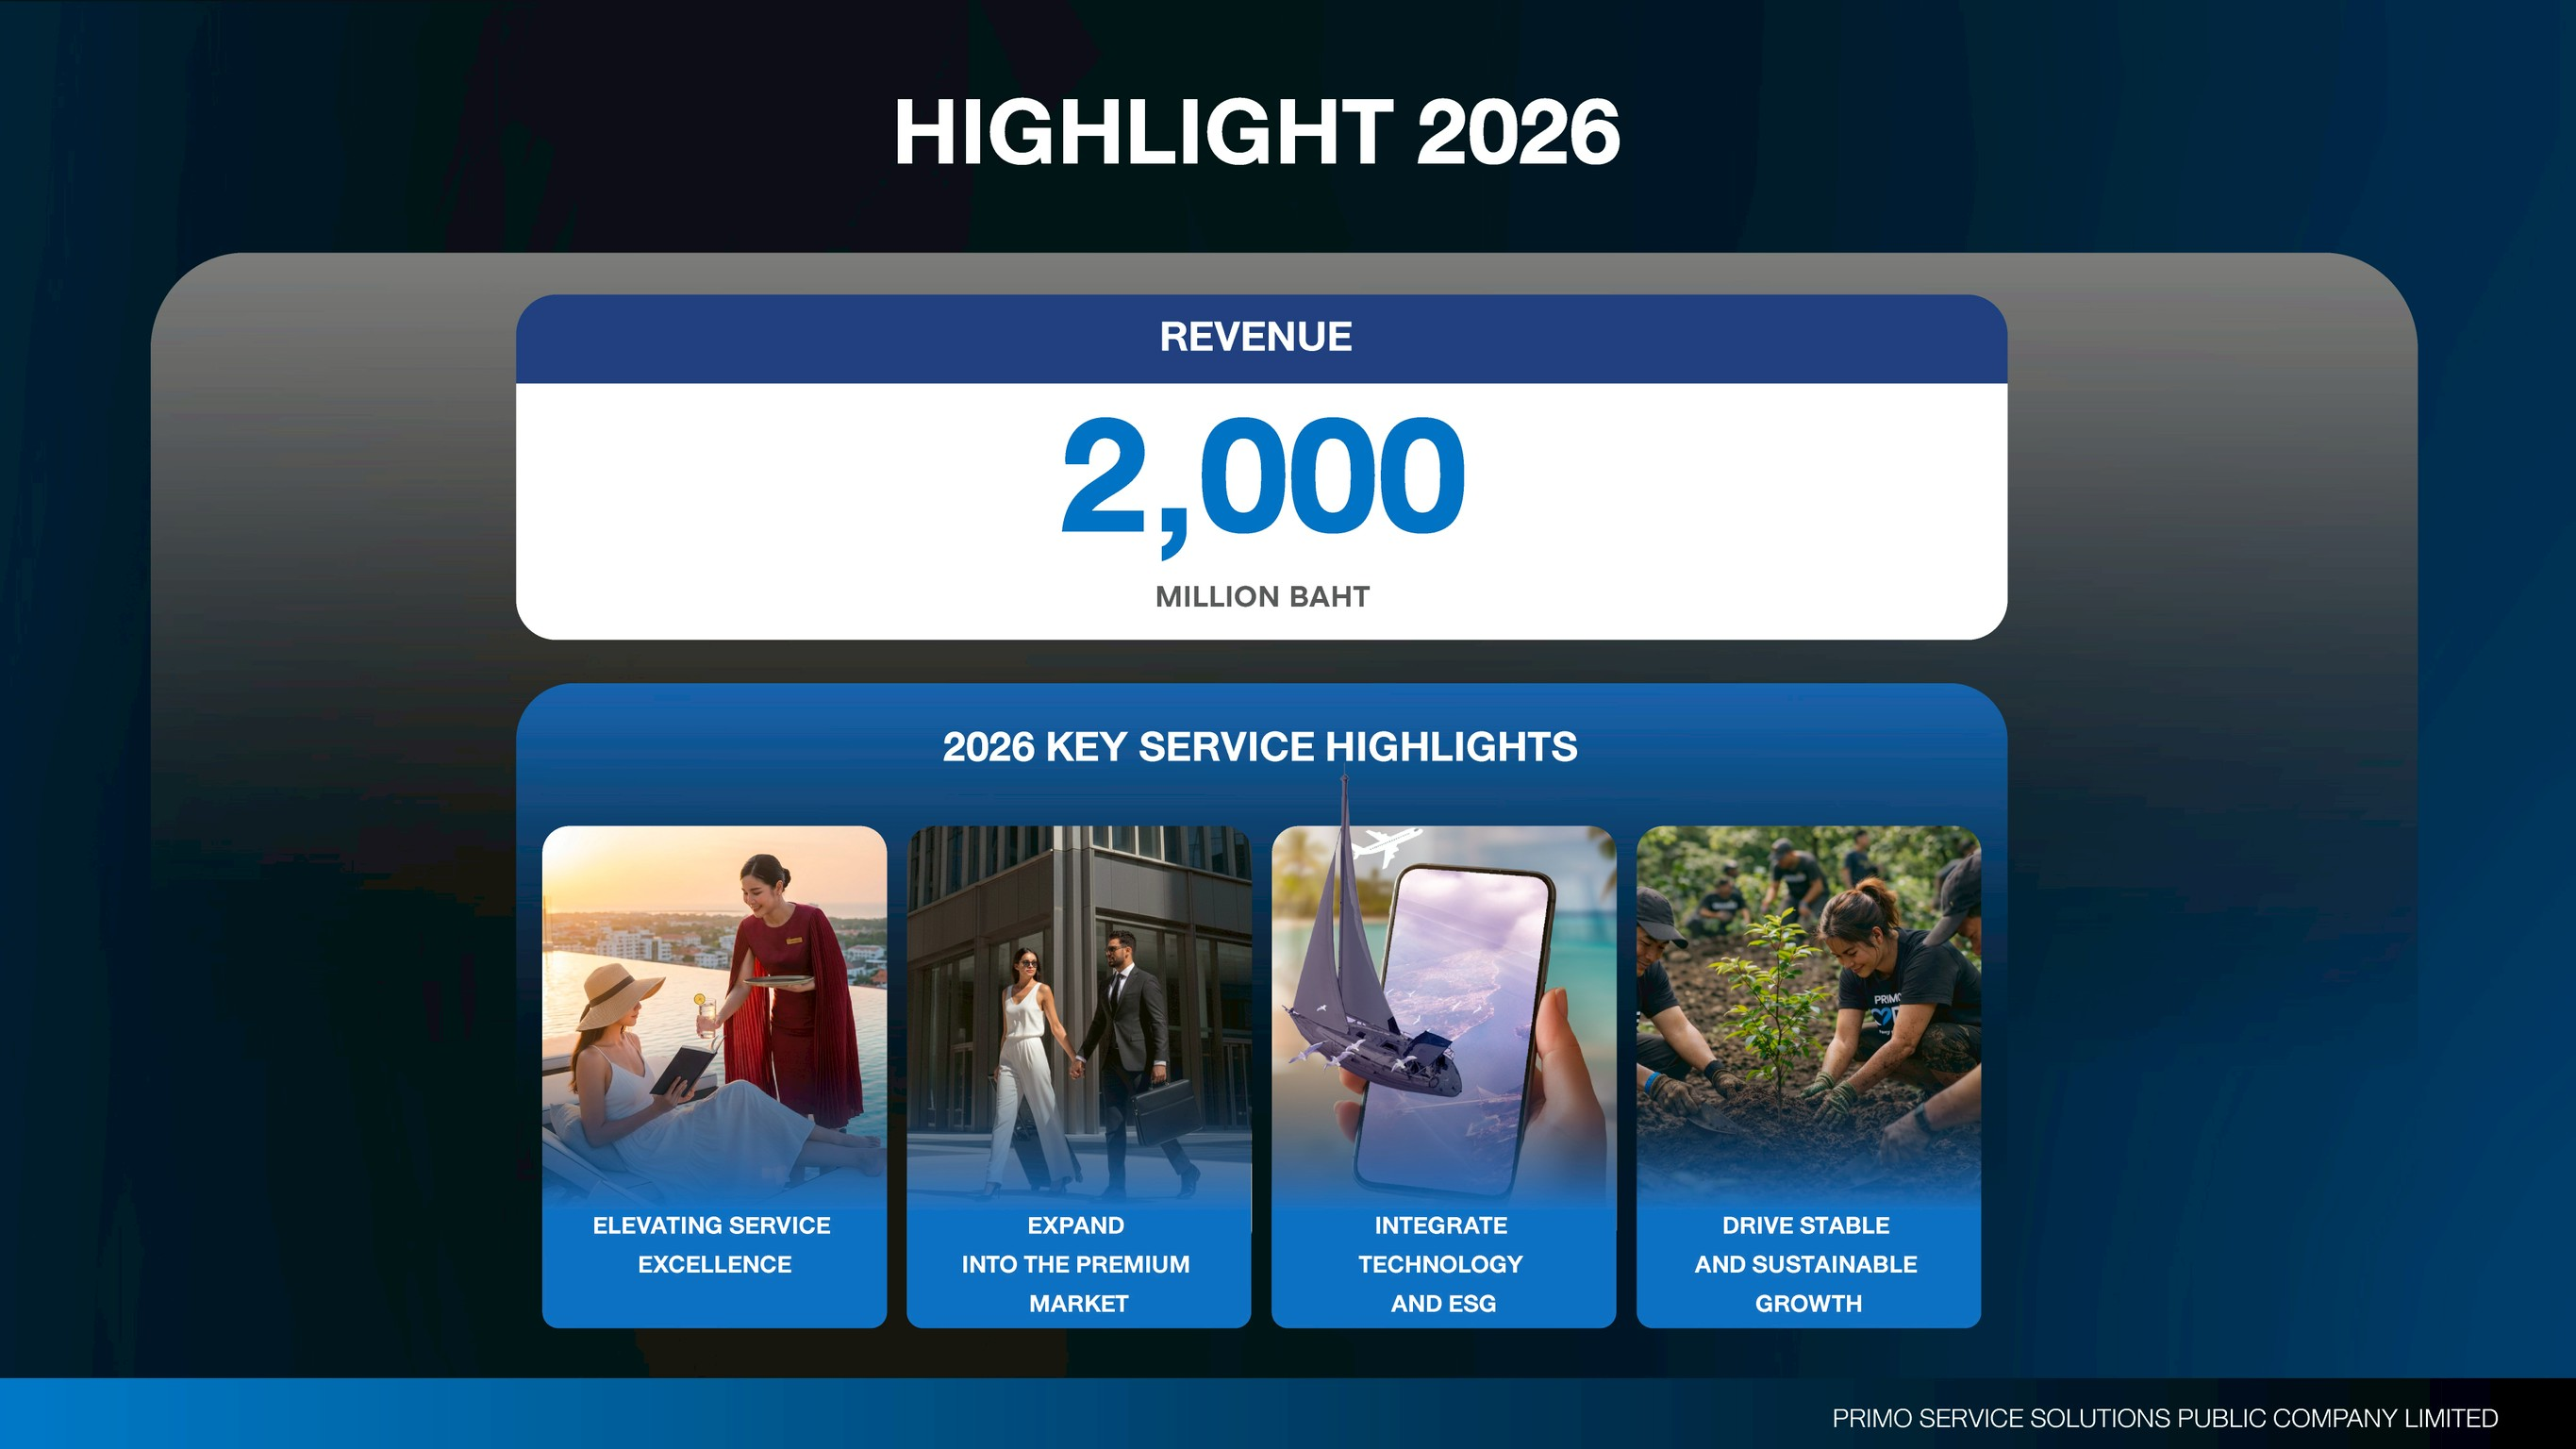 HIGHLIGHT 2026
REVENUE
2,000
MILLION BAHT
2026 KEY SERVICE HIGHLIGHTS
ELEVATING SERVICE
EXCELLENCE
EXPAND
INTO THE PREMIUM
MARKET
INTEGRATE
TECHNOLOGY
AND ESG
DRIVE STABLE
AND SUSTAINABLE
GROWTH
PRIMO SERVICE SOLUTIONS PUBLIC COMPANY LIMITED